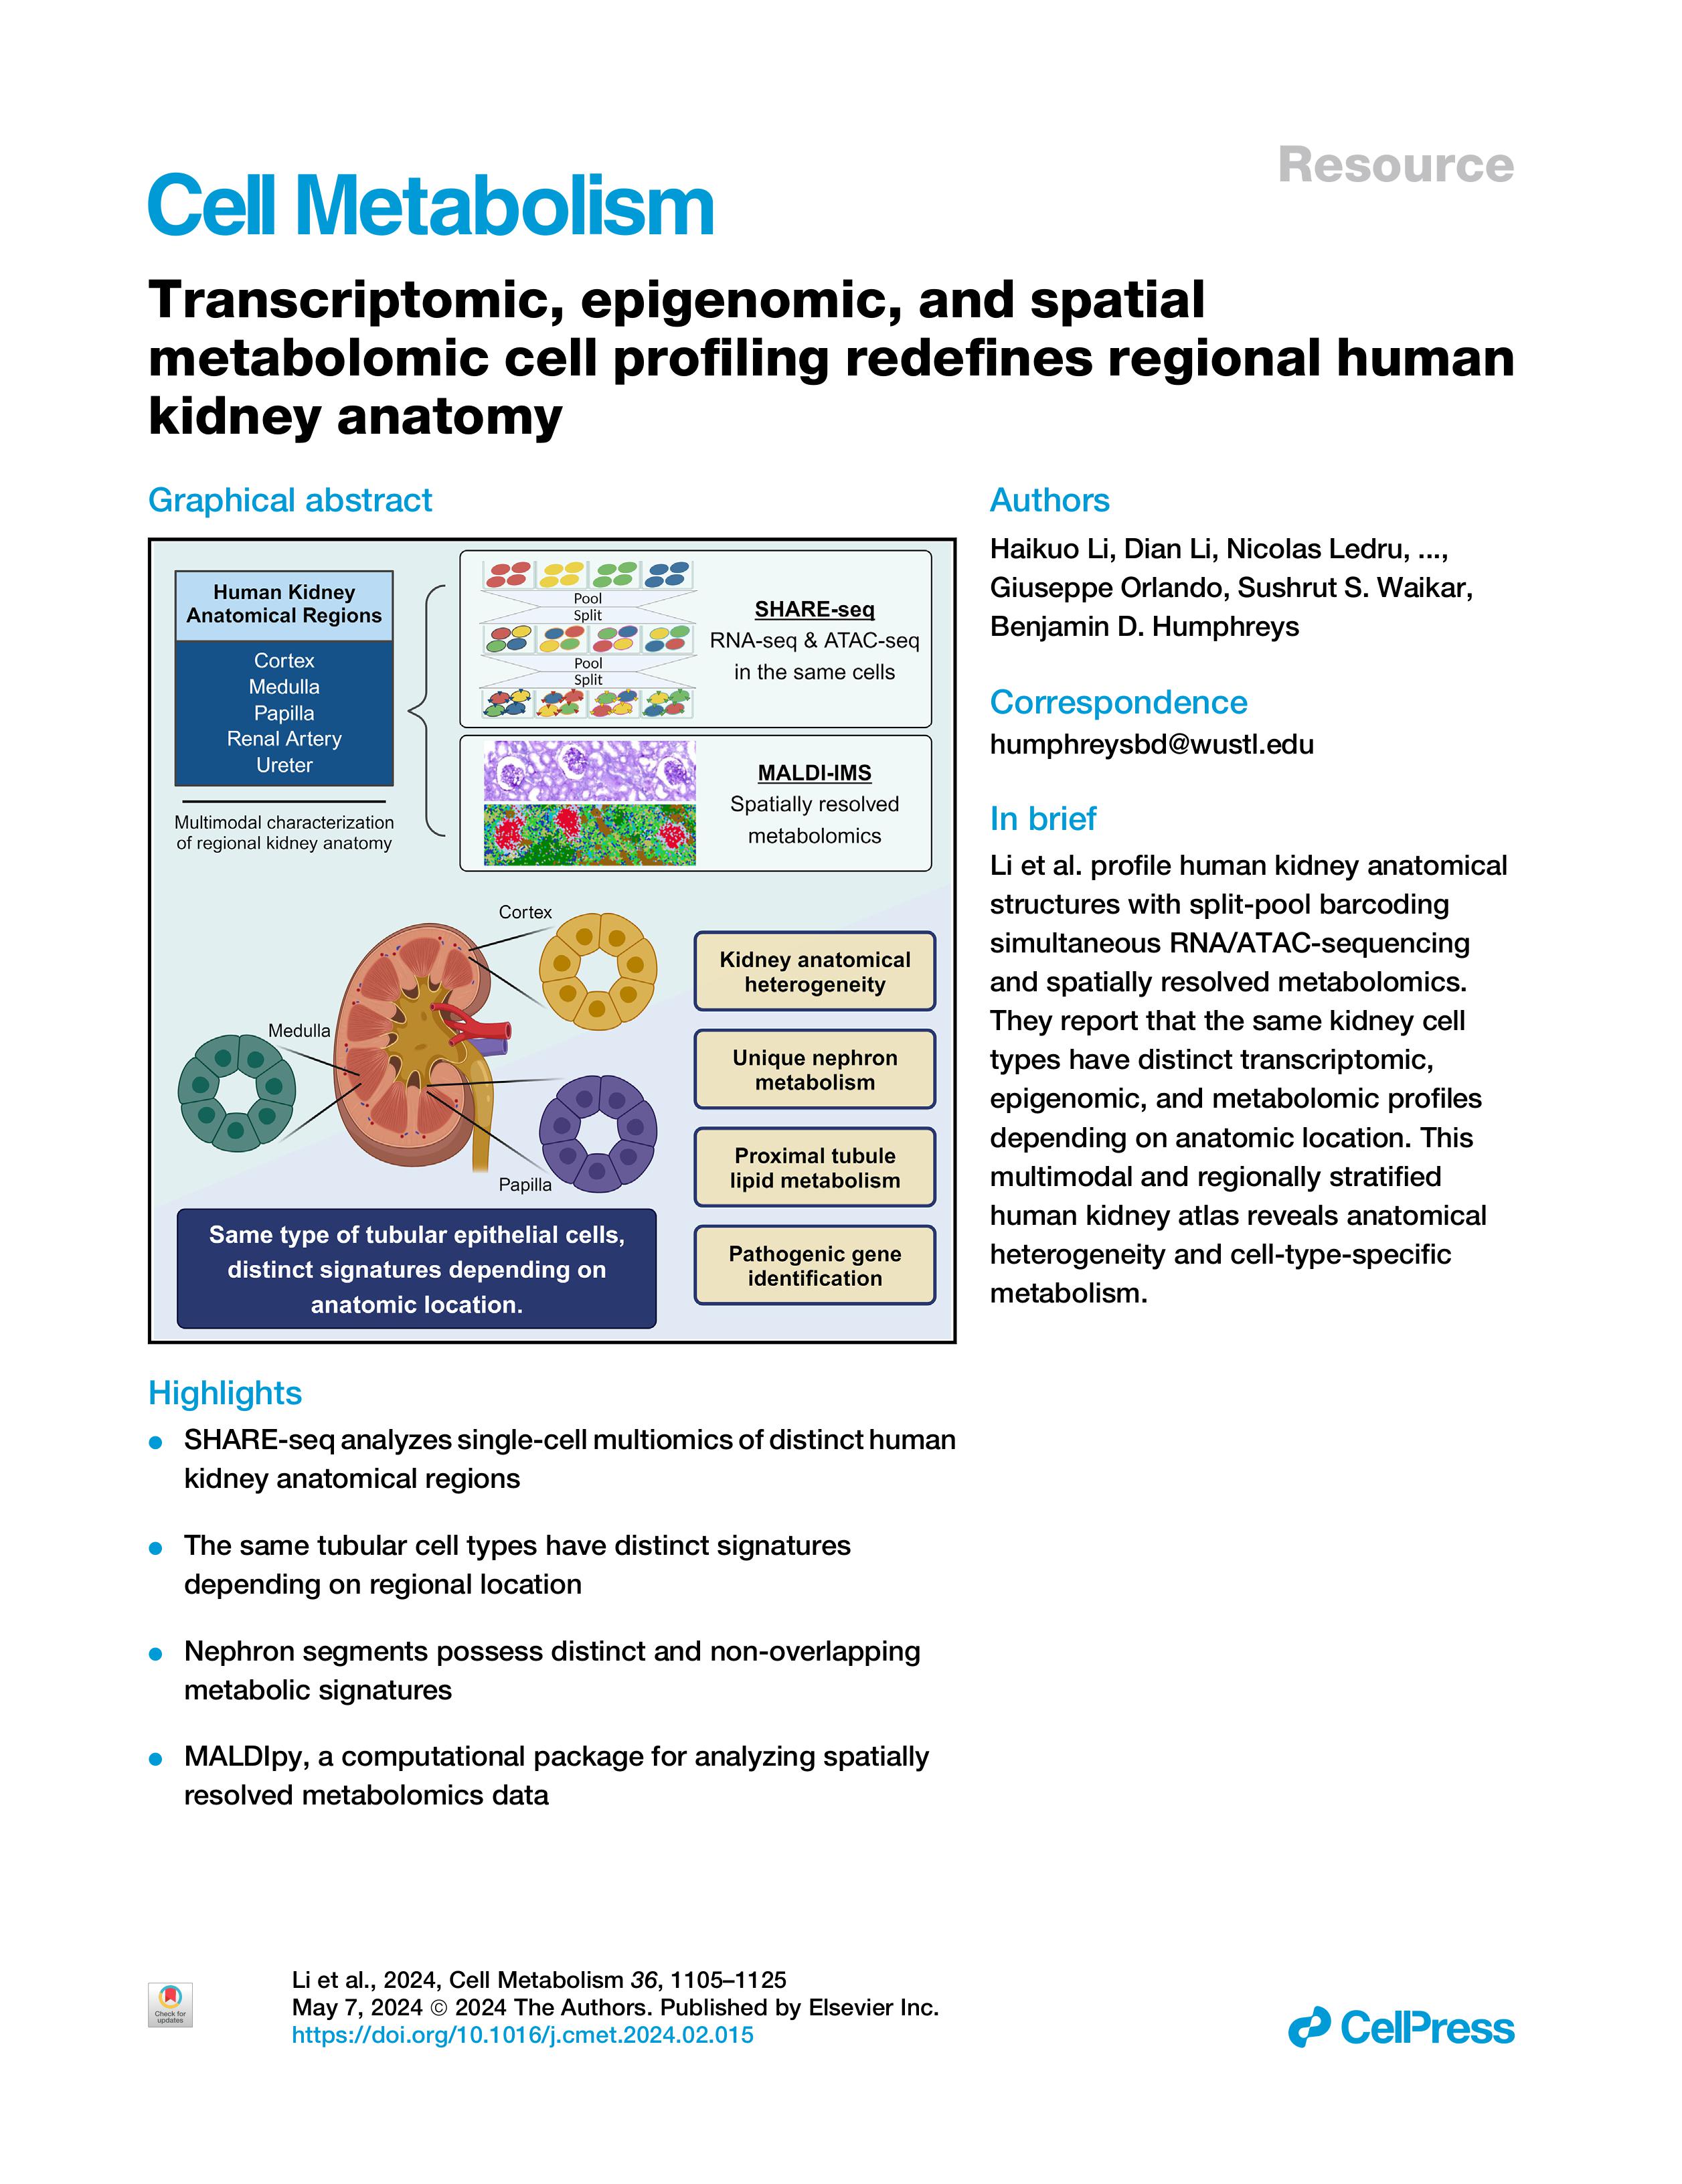 Resource
Cell Metabolism
Transcriptomic, epigenomic, and spatial
metabolomic cell profiling redefines regional human
kidney anatomy
Graphical abstract
Human Kidney
Anatomical Regions
Cortex
Medulla
Papilla
Renal Artery
Ureter
Multimodal characterization
of regional kidney anatomy
Pool
Split
Pool
Split
SHARE-seq
RNA-seq & ATAC-seq
in the same cells
MALDI-IMS
Spatially resolved
metabolomics
Cortex
Medulla
Papilla
Kidney anatomical
heterogeneity
Unique nephron
metabolism
Proximal tubule
lipid metabolism
Pathogenic gene
identification
Same type of tubular epithelial cells,
distinct signatures depending on
anatomic location.
Highlights
● SHARE-seq analyzes single-cell multiomics of distinct human
kidney anatomical regions
● The same tubular cell types have distinct signatures
depending on regional location
● Nephron segments possess distinct and non-overlapping
metabolic signatures
● MALDIpy, a computational package for analyzing spatially
resolved metabolomics data
Authors
Haikuo Li, Dian Li, Nicolas Ledru, ...,
Giuseppe Orlando, Sushrut S. Waikar,
Benjamin D. Humphreys
Correspondence
humphreysbd@wustl.edu
In brief
Li et al. profile human kidney anatomical
structures with split-pool barcoding
simultaneous RNA/ATAC-sequencing
and spatially resolved metabolomics.
They report that the same kidney cell
types have distinct transcriptomic,
epigenomic, and metabolomic profiles
depending on anatomic location. This
multimodal and regionally stratified
human kidney atlas reveals anatomical
heterogeneity and cell-type-specific
metabolism.
Check for
updates
Li et al., 2024, Cell Metabolism 36, 1105–1125
May 7, 2024 © 2024 The Authors. Published by Elsevier Inc.
https://doi.org/10.1016/j.cmet.2024.02.015
CellPress